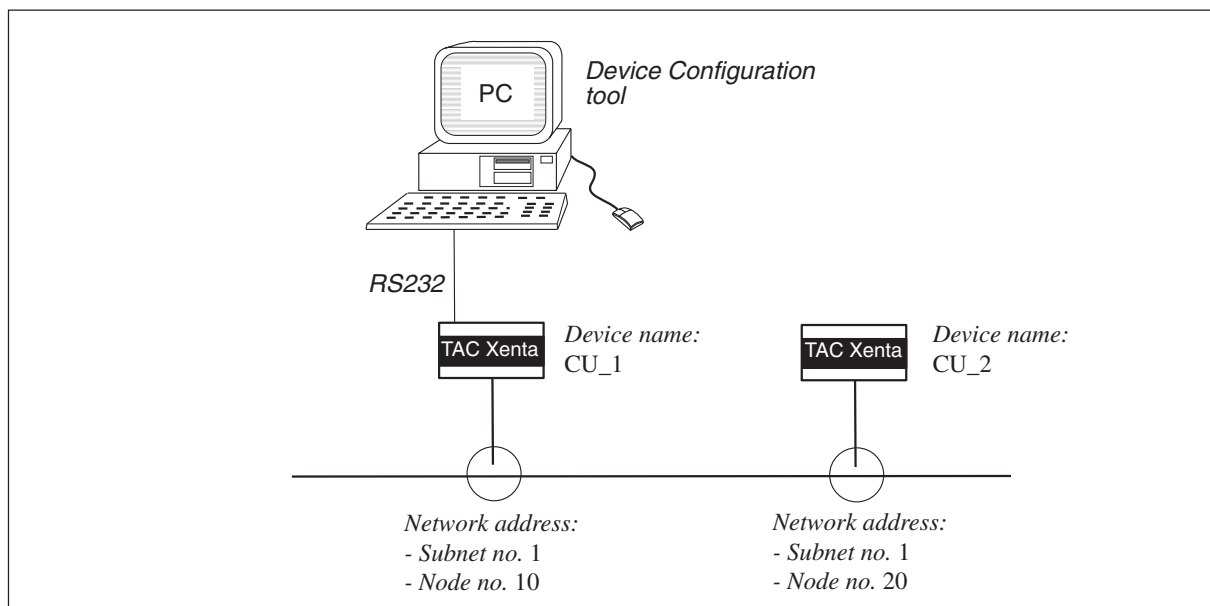 PC
Device Configuration
tool
RS232
TAC Xenta
Device name:
CU_1
TAC Xenta
Device name:
CU_2
Network address:
- Subnet no. 1
- Node no. 10
Network address:
- Subnet no. 1
- Node no. 20